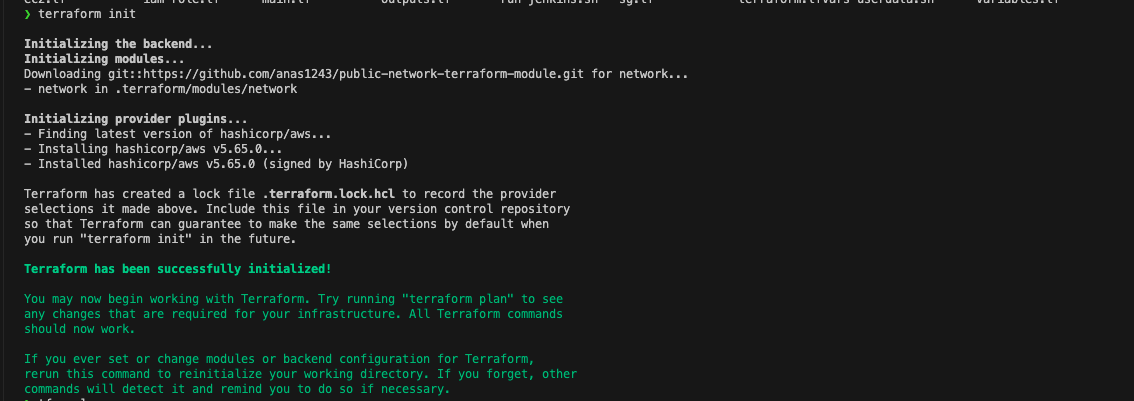 ❯ terraform init
Initializing the backend...
Initializing modules...
Downloading git::https://github.com/anas1243/public-network-terraform-module.git for network...
- network in .terraform/modules/network
Initializing provider plugins...
- Finding latest version of hashicorp/aws...
- Installing hashicorp/aws v5.65.0...
- Installed hashicorp/aws v5.65.0 (signed by HashiCorp)
Terraform has created a lock file .terraform.lock.hcl to record the provider
selections it made above. Include this file in your version control repository
so that Terraform can guarantee to make the same selections by default when
you run "terraform init" in the future.
Terraform has been successfully initialized!
You may now begin working with Terraform. Try running "terraform plan" to see
any changes that are required for your infrastructure. All Terraform commands
should now work.
If you ever set or change modules or backend configuration for Terraform,
rerun this command to reinitialize your working directory. If you forget, other
commands will detect it and remind you to do so if necessary.